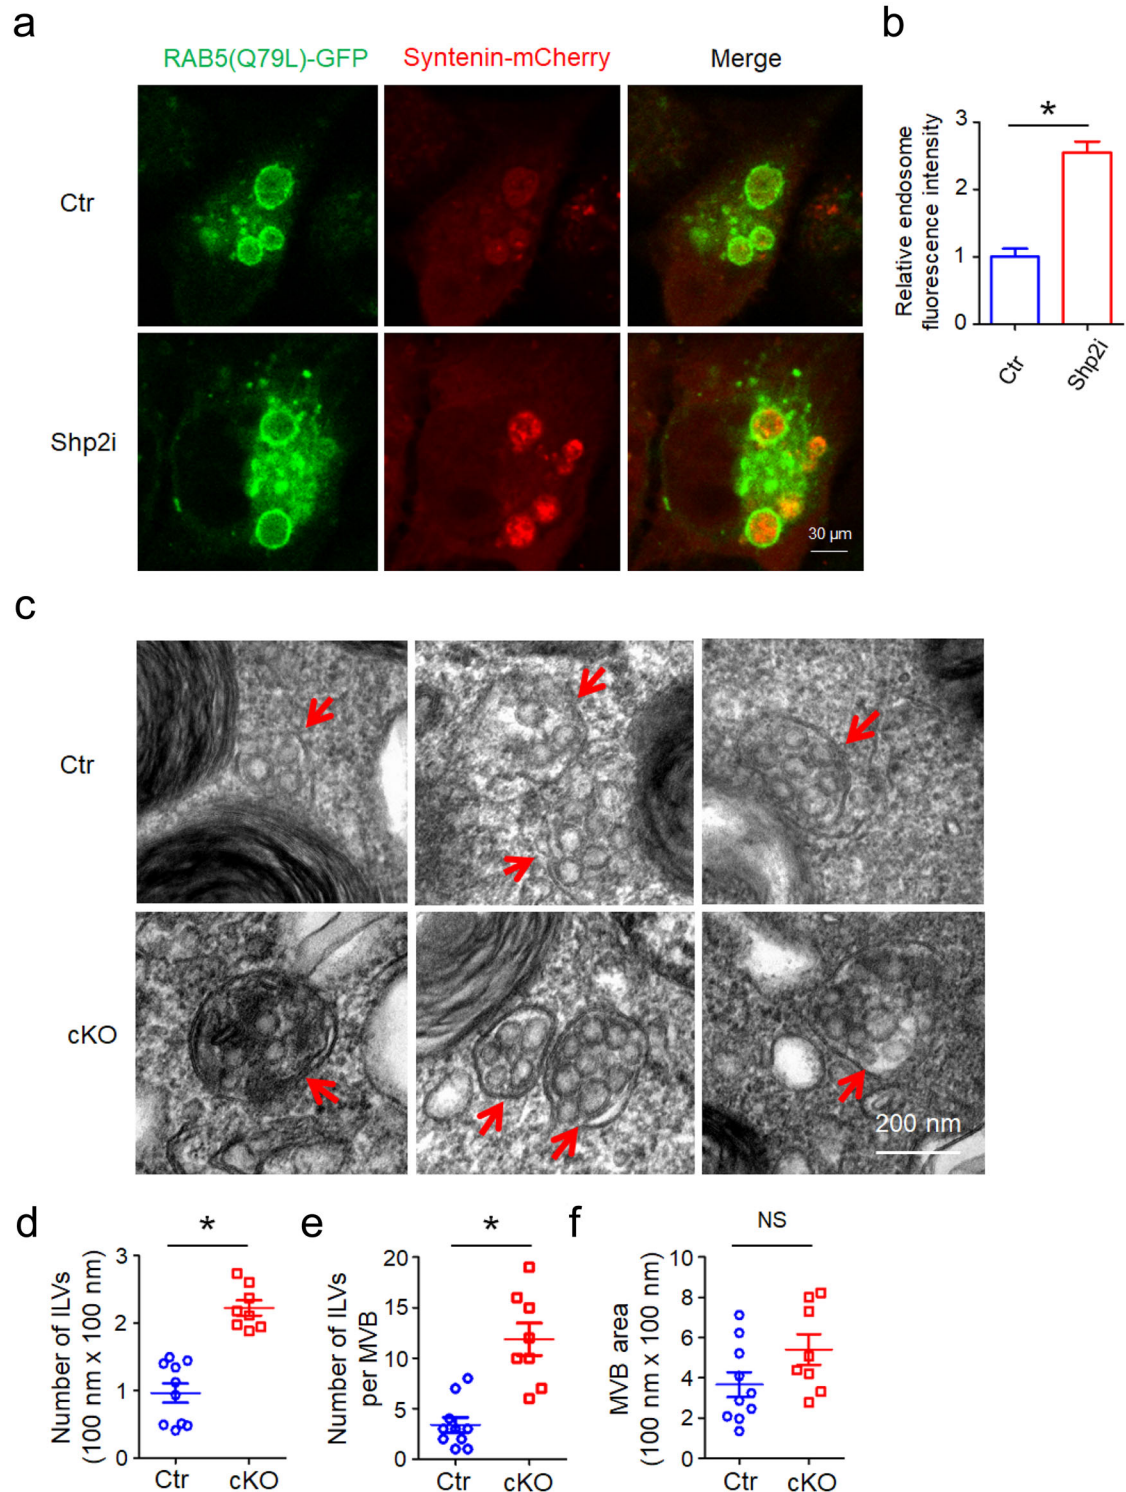 a
RAB5(Q79L)-GFP
Syntenin-mCherry
Merge
Ctr
Shp2i
30 µm
b
Relative endosome
fluorescence intensity
3
2
1
0
*
Ctr
Shp2i
c
Ctr
cKO
200 nm
d
Number of ILVs
(100 nm x 100 nm)
3
2
1
0
*
Ctr
cKO
e
Number of ILVs
per MVB
20
15
10
5
0
*
Ctr
cKO
f
MVB area
(100 nm x 100 nm)
10
8
6
4
2
0
NS
Ctr
cKO